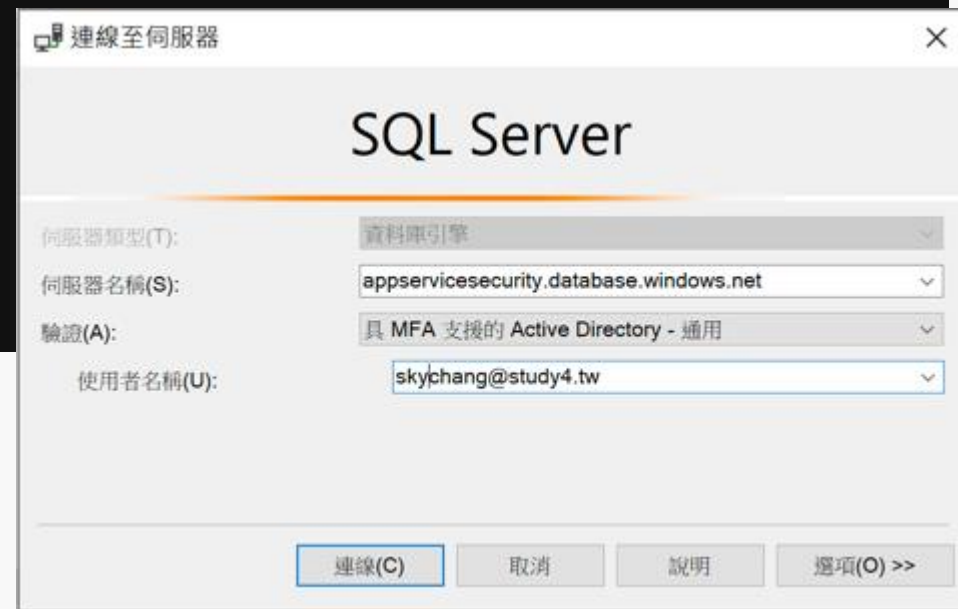 連線至伺服器
SQL Server
伺服器類型(T):
資料庫引擎
伺服器名稱(S):
appservicesecurity.database.windows.net
驗證(A):
具 MFA 支援的 Active Directory - 通用
使用者名稱(U):
skychang@study4.tw
連線(C)
取消
說明
選項(O) >>